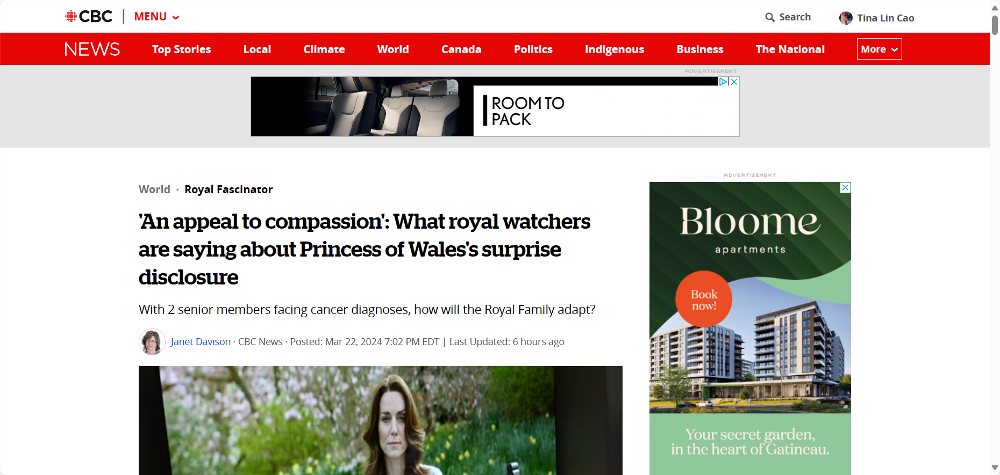 CBC
MENU
Search
Tina Lin Cao
NEWS
Top Stories
Local
Climate
World
Canada
Politics
Indigenous
Business
The National
More
ADVERTISEMENT
ROOM TO
PACK
World · Royal Fascinator
'An appeal to compassion': What royal watchers
are saying about Princess of Wales's surprise
disclosure
With 2 senior members facing cancer diagnoses, how will the Royal Family adapt?
Janet Davison · CBC News · Posted: Mar 22, 2024 7:02 PM EDT | Last Updated: 6 hours ago
ADVERTISEMENT
Bloome
apartments
Book
now!
Your secret garden,
in the heart of Gatineau.